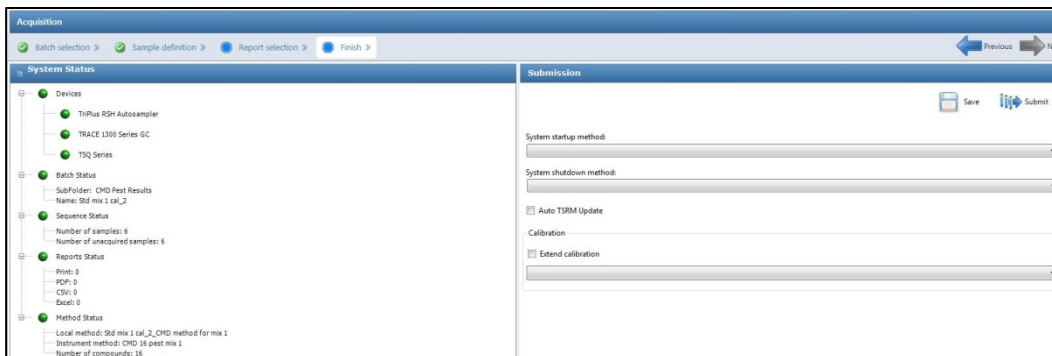 Acquisition
Batch selection
Sample definition
Report selection
Finish
Previous
N
System Status
Devices
TriPlus RSH Autosampler
TRACE 1300 Series GC
TSQ Series
Batch Status
SubFolder: CMD Pest Results
Name: Std mix 1 cal_2
Sequence Status
Number of samples: 6
Number of unacquired samples: 6
Reports Status
Print: 0
PDF: 0
CSV: 0
Excel: 0
Method Status
Local method: Std mix 1 cal_2_CMD method for mix 1
Instrument method: CMD 16 pest mix 1
Number of compounds: 16
Submission
Save
Submit
System startup method:
System shutdown method:
Auto TSRM Update
Calibration
Extend calibration